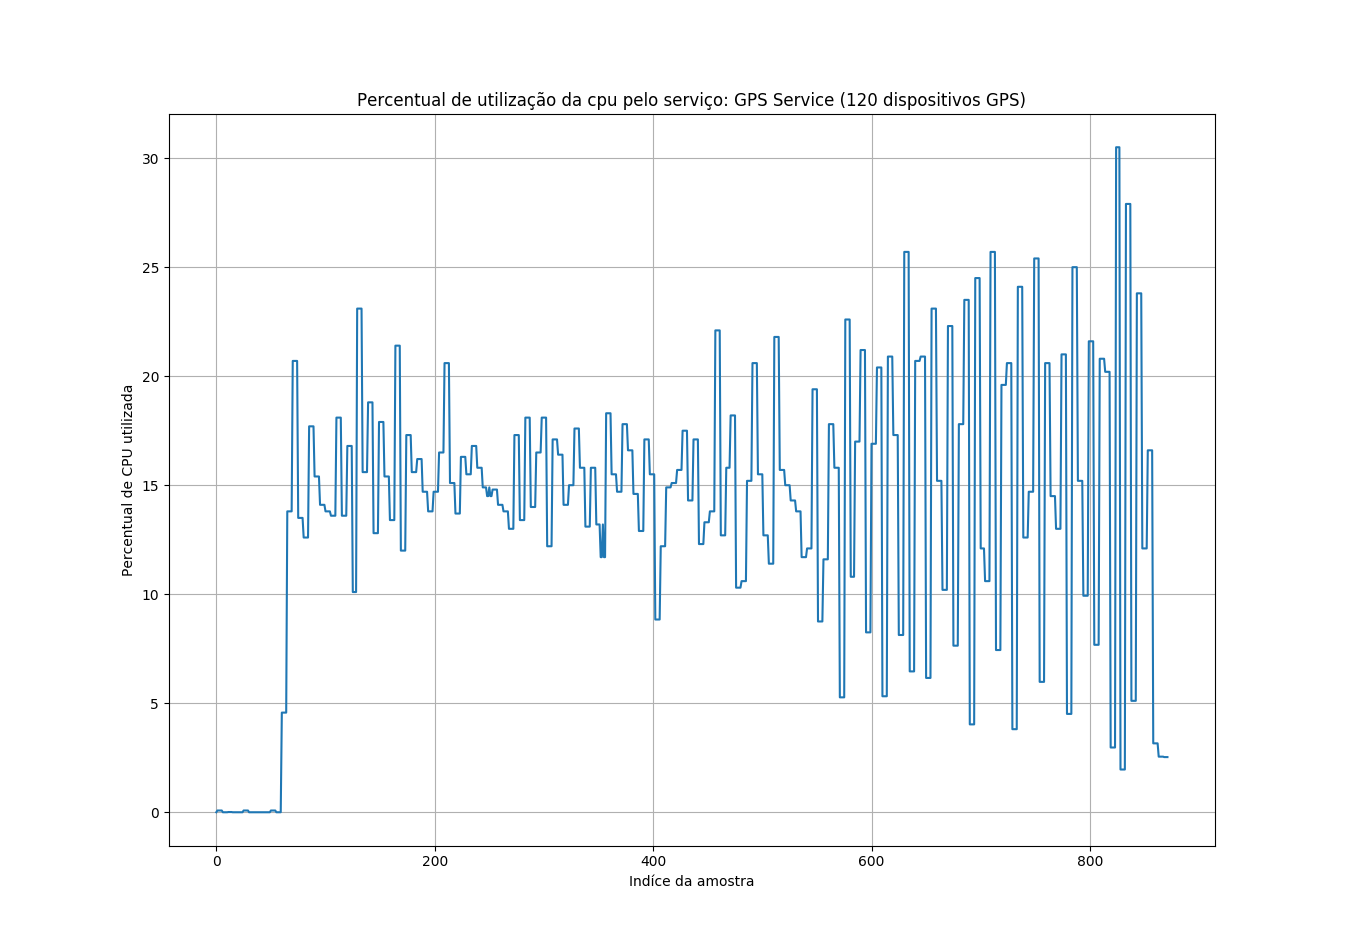 Percentual de utilização da cpu pelo serviço: GPS Service (120 dispositivos GPS)
30
25
20
15
10
5
0
Percentual de CPU utilizada
0 200 400 600 800
Indíce da amostra